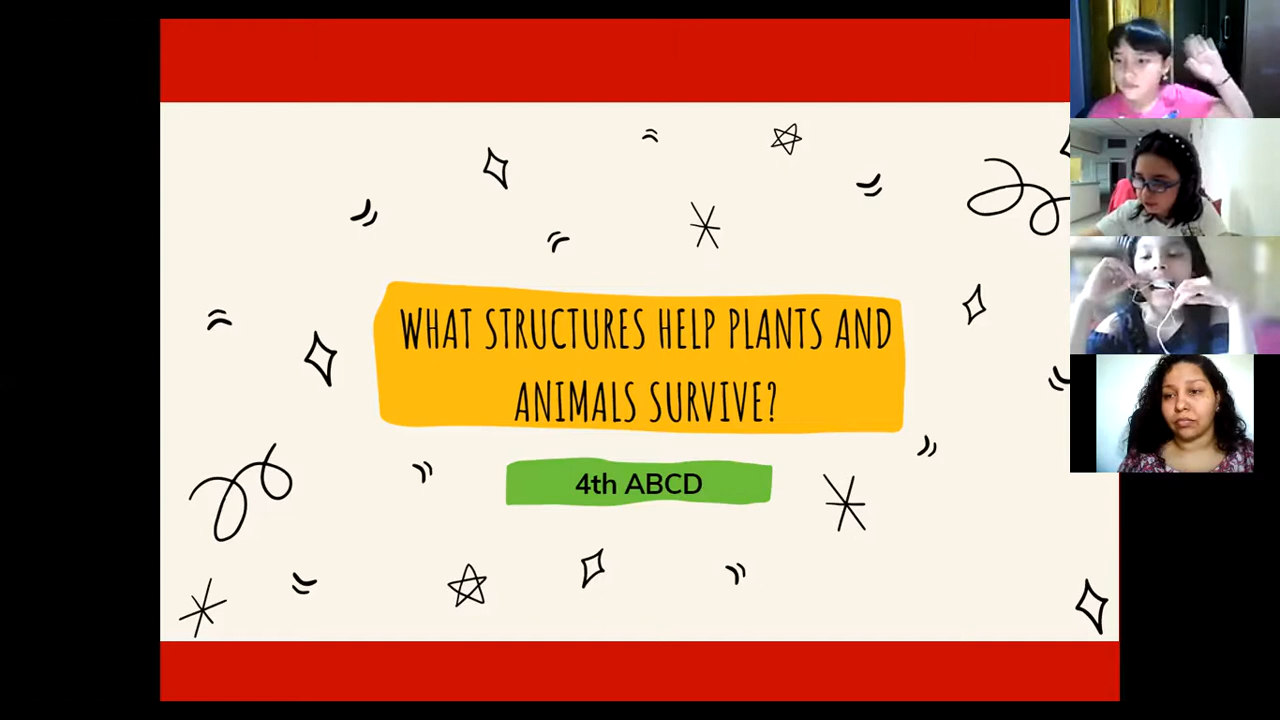 WHAT STRUCTURES HELP PLANTS AND
ANIMALS SURVIVE?
4th ABCD